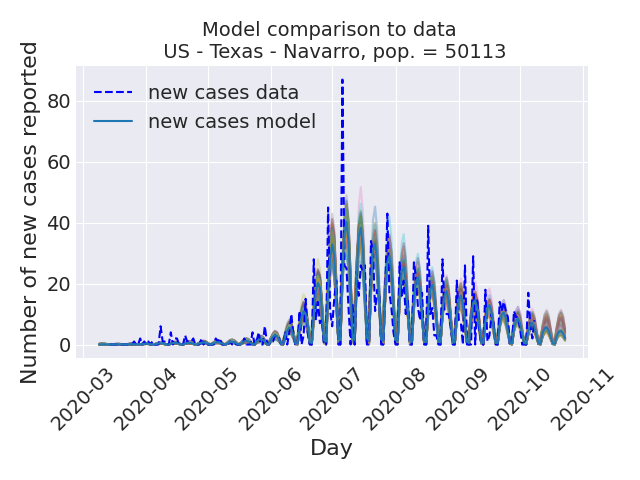 Model comparison to data
US - Texas - Navarro, pop. = 50113
Number of new cases reported
80
60
40
20
0
new cases data
new cases model
2020-03
2020-04
2020-05
2020-06
2020-07
2020-08
2020-09
2020-10
2020-11
Day